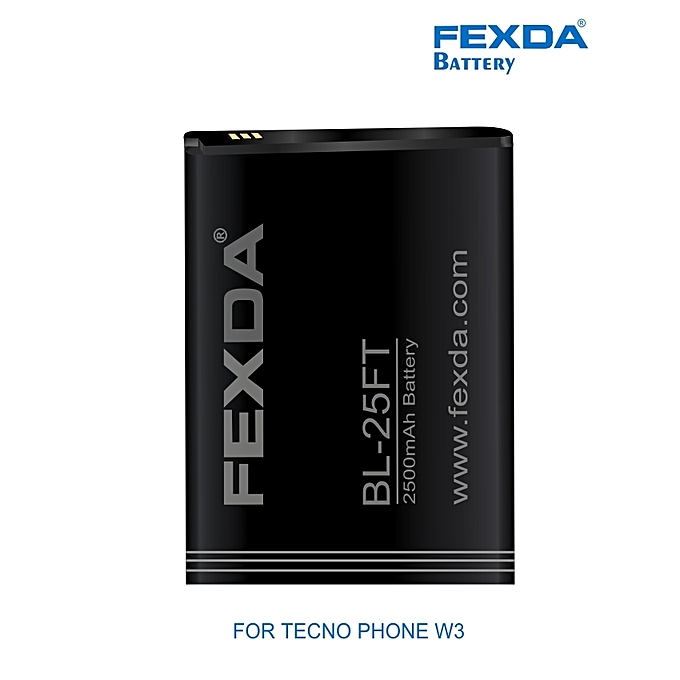 FEXDA®
BATTERY
FEXDA®
BL-25FT
2500mAh Battery
www.fexda.com
FOR TECNO PHONE W3